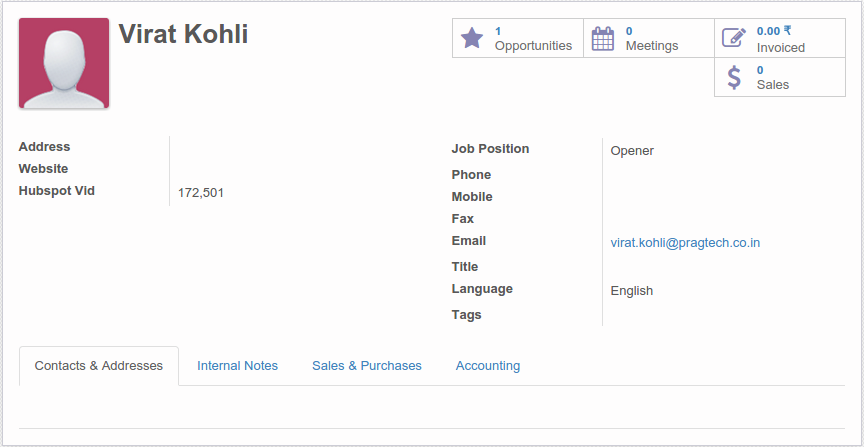 Virat Kohli
1
Opportunities
0
Meetings
0.00 ₹
Invoiced
0
Sales
Address
Website
Hubspot Vid 172,501
Job Position Opener
Phone
Mobile
Fax
Email virat.kohli@pragtech.co.in
Title
Language English
Tags
Contacts & Addresses Internal Notes Sales & Purchases Accounting